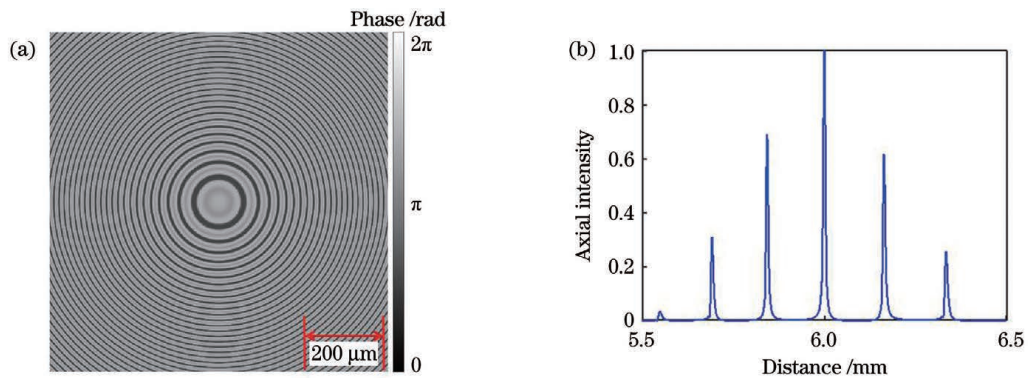 (a)
Phase /rad
2π
π
0
200 μm
(b)
Axial intensity
1.0
0.8
0.6
0.4
0.2
0
5.5
6.0
6.5
Distance /mm